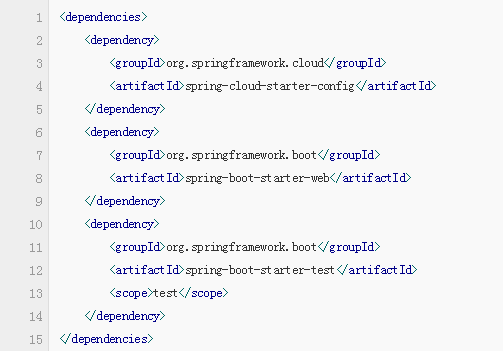 1 <dependencies>
2 <dependency>
3 <groupId>org.springframework.cloud</groupId>
4 <artifactId>spring-cloud-starter-config</artifactId>
5 </dependency>
6 <dependency>
7 <groupId>org.springframework.boot</groupId>
8 <artifactId>spring-boot-starter-web</artifactId>
9 </dependency>
10 <dependency>
11 <groupId>org.springframework.boot</groupId>
12 <artifactId>spring-boot-starter-test</artifactId>
13 <scope>test</scope>
14 </dependency>
15 </dependencies>